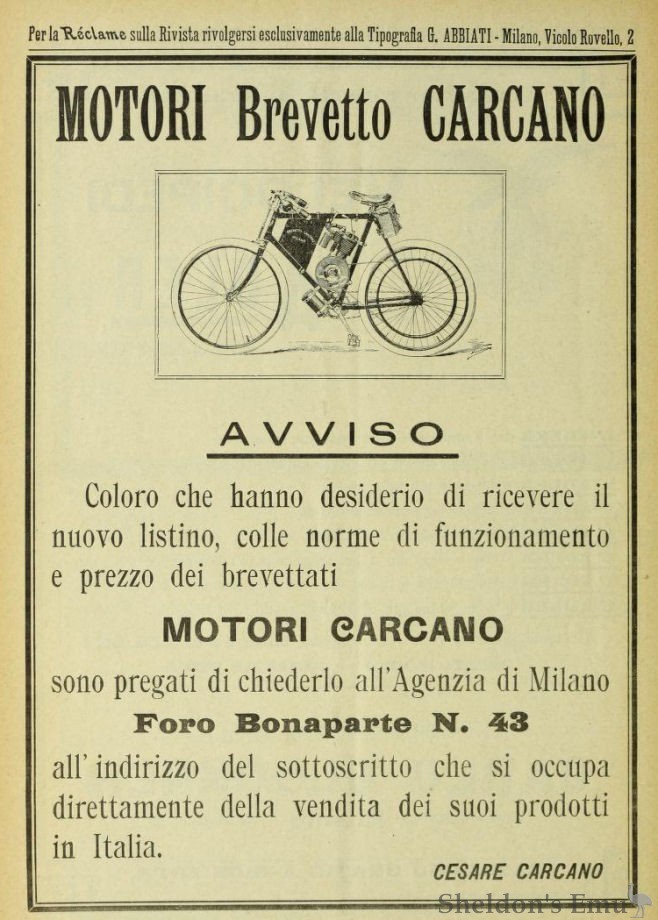 Per la Réclame sulla Rivista rivolgersi esclusivamente alla Tipografia G. ABBIATI - Milano, Vicolo Rovello, 2
MOTORI Brevetto CARCANO
AVVISO
Coloro che hanno desiderio di ricevere il
nuovo listino, colle norme di funzionamento
e prezzo dei brevettati
MOTORI CARCANO
sono pregati di chiederlo all'Agenzia di Milano
Foro Bonaparte N. 43
all'indirizzo del sottoscritto che si occupa
direttamente della vendita dei suoi prodotti
in Italia.
CESARE CARCANO
Sheldon's Emu